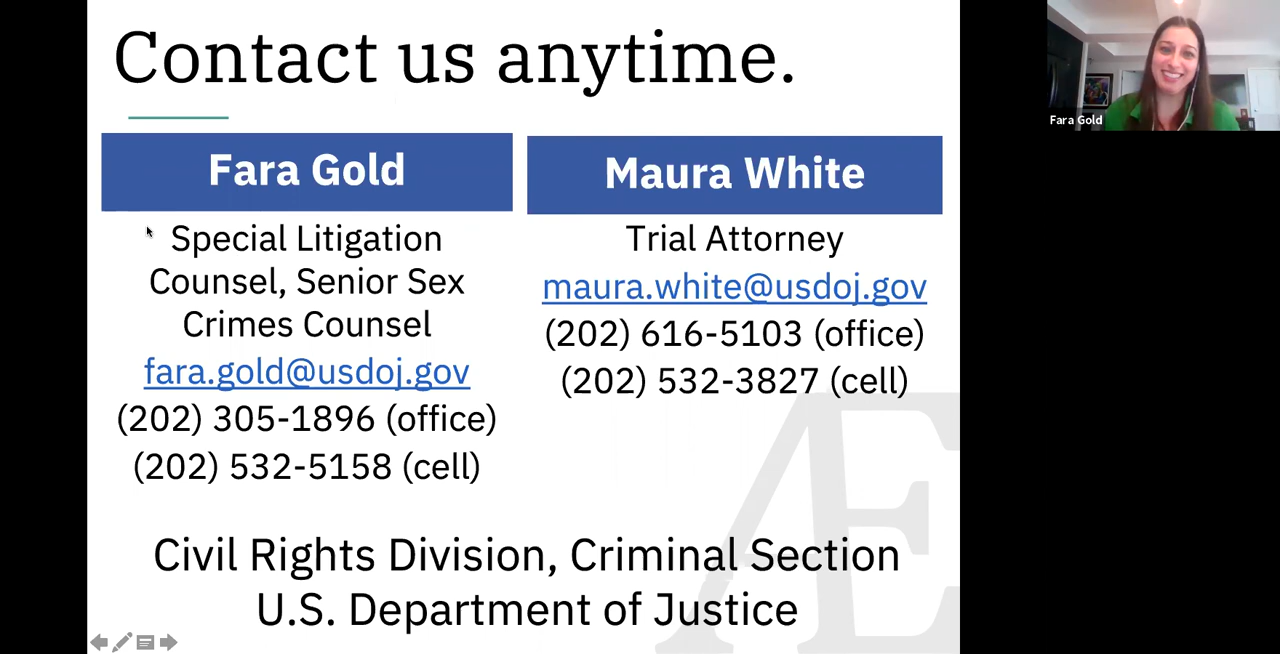 Contact us anytime.
Fara Gold
Special Litigation
Counsel, Senior Sex
Crimes Counsel
fara.gold@usdoj.gov
(202) 305-1896 (office)
(202) 532-5158 (cell)
Maura White
Trial Attorney
maura.white@usdoj.gov
(202) 616-5103 (office)
(202) 532-3827 (cell)
Civil Rights Division, Criminal Section
U.S. Department of Justice
Æ
Fara Gold